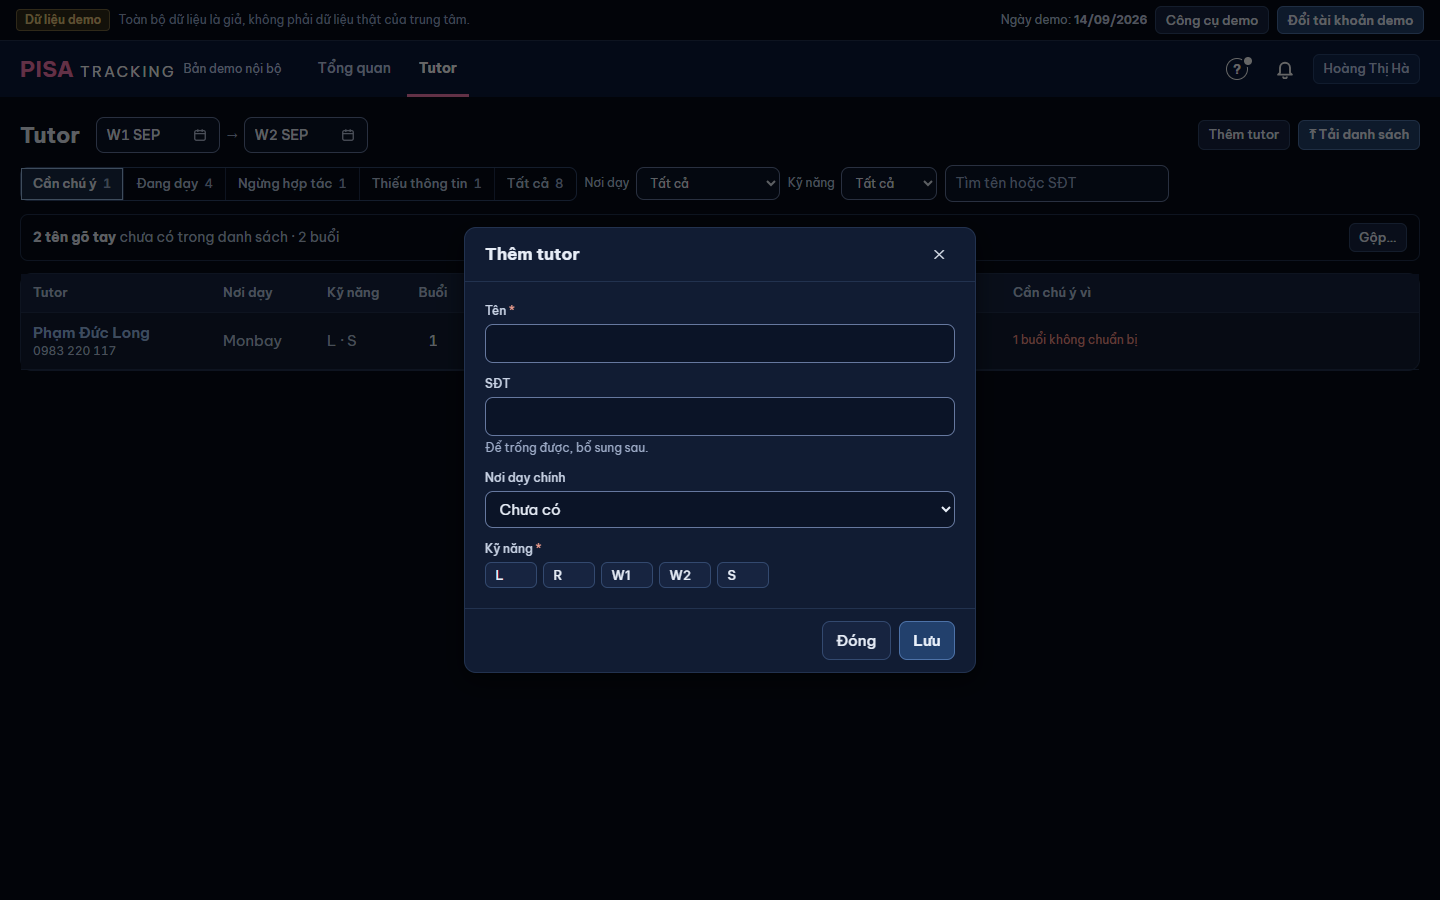 Dữ liệu demo Toàn bộ dữ liệu là giả, không phải dữ liệu thật của trung tâm. Ngày demo: 14/09/2026 Công cụ demo Đổi tài khoản demo
PISA TRACKING Bản demo nội bộ Tổng quan Tutor ? Hoàng Thị Hà
Tutor W1 SEP → W2 SEP Thêm tutor Tải danh sách
Cần chú ý 1 Đang dạy 4 Ngừng hợp tác 1 Thiếu thông tin 1 Tất cả 8 Nơi dạy Tất cả Kỹ năng Tất cả Tìm tên hoặc SĐT
2 tên gõ tay chưa có trong danh sách · 2 buổi Gộp...
Tutor Nơi dạy Kỹ năng Buổi Cần chú ý vì
Phạm Đức Long Monbay L · S 1 1 buổi không chuẩn bị
0983 220 117
Thêm tutor ×
Tên *
SĐT
Để trống được, bổ sung sau.
Nơi dạy chính
Chưa có
Kỹ năng *
L R W1 W2 S
Đóng Lưu